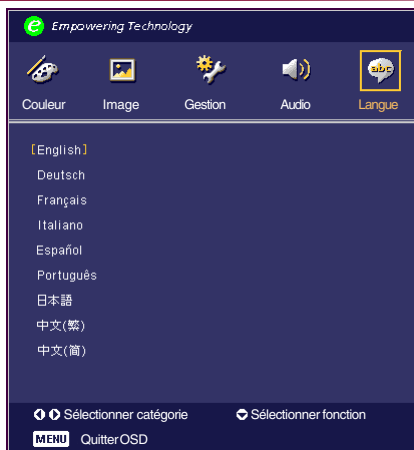 e Empowering Technology
Couleur Image Gestion Audio Langue
abc
[English]
Deutsch
Français
Italiano
Español
Português
日本語
中文(繁)
中文(简)
Sélectionner catégorie Sélectionner fonction
MENU Quitter OSD